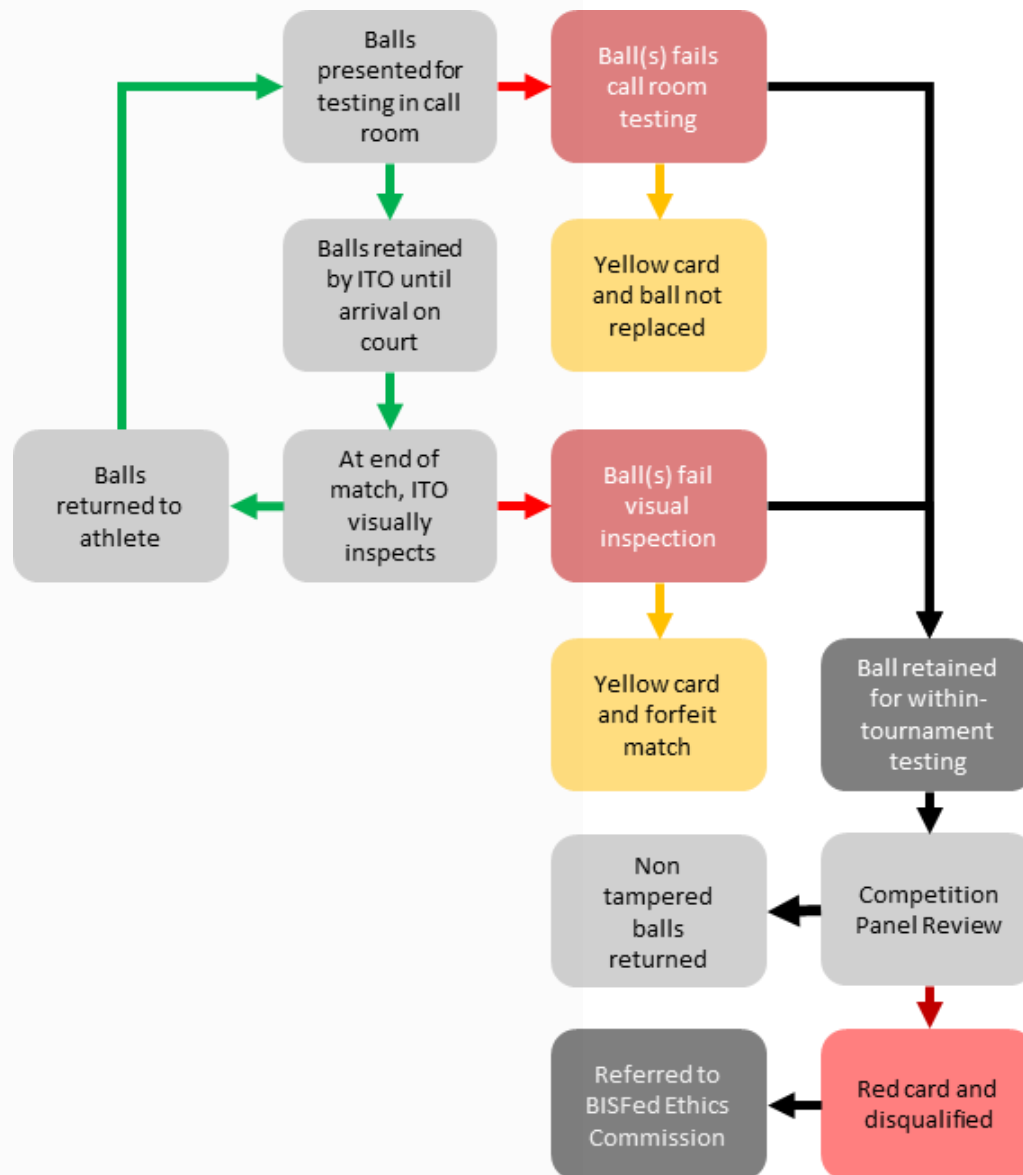 Balls
presented for
testing in call
room
Ball(s) fails
call room
testing
Balls retained
by ITO until
arrival on
court
Yellow card
and ball not
replaced
Balls
returned to
athlete
At end of
match, ITO
visually
inspects
Ball(s) fail
visual
inspection
Yellow card
and forfeit
match
Ball retained
for within-
tournament
testing
Non
tampered
balls
returned
Competition
Panel Review
Referred to
BISFed Ethics
Commission
Red card and
disqualified